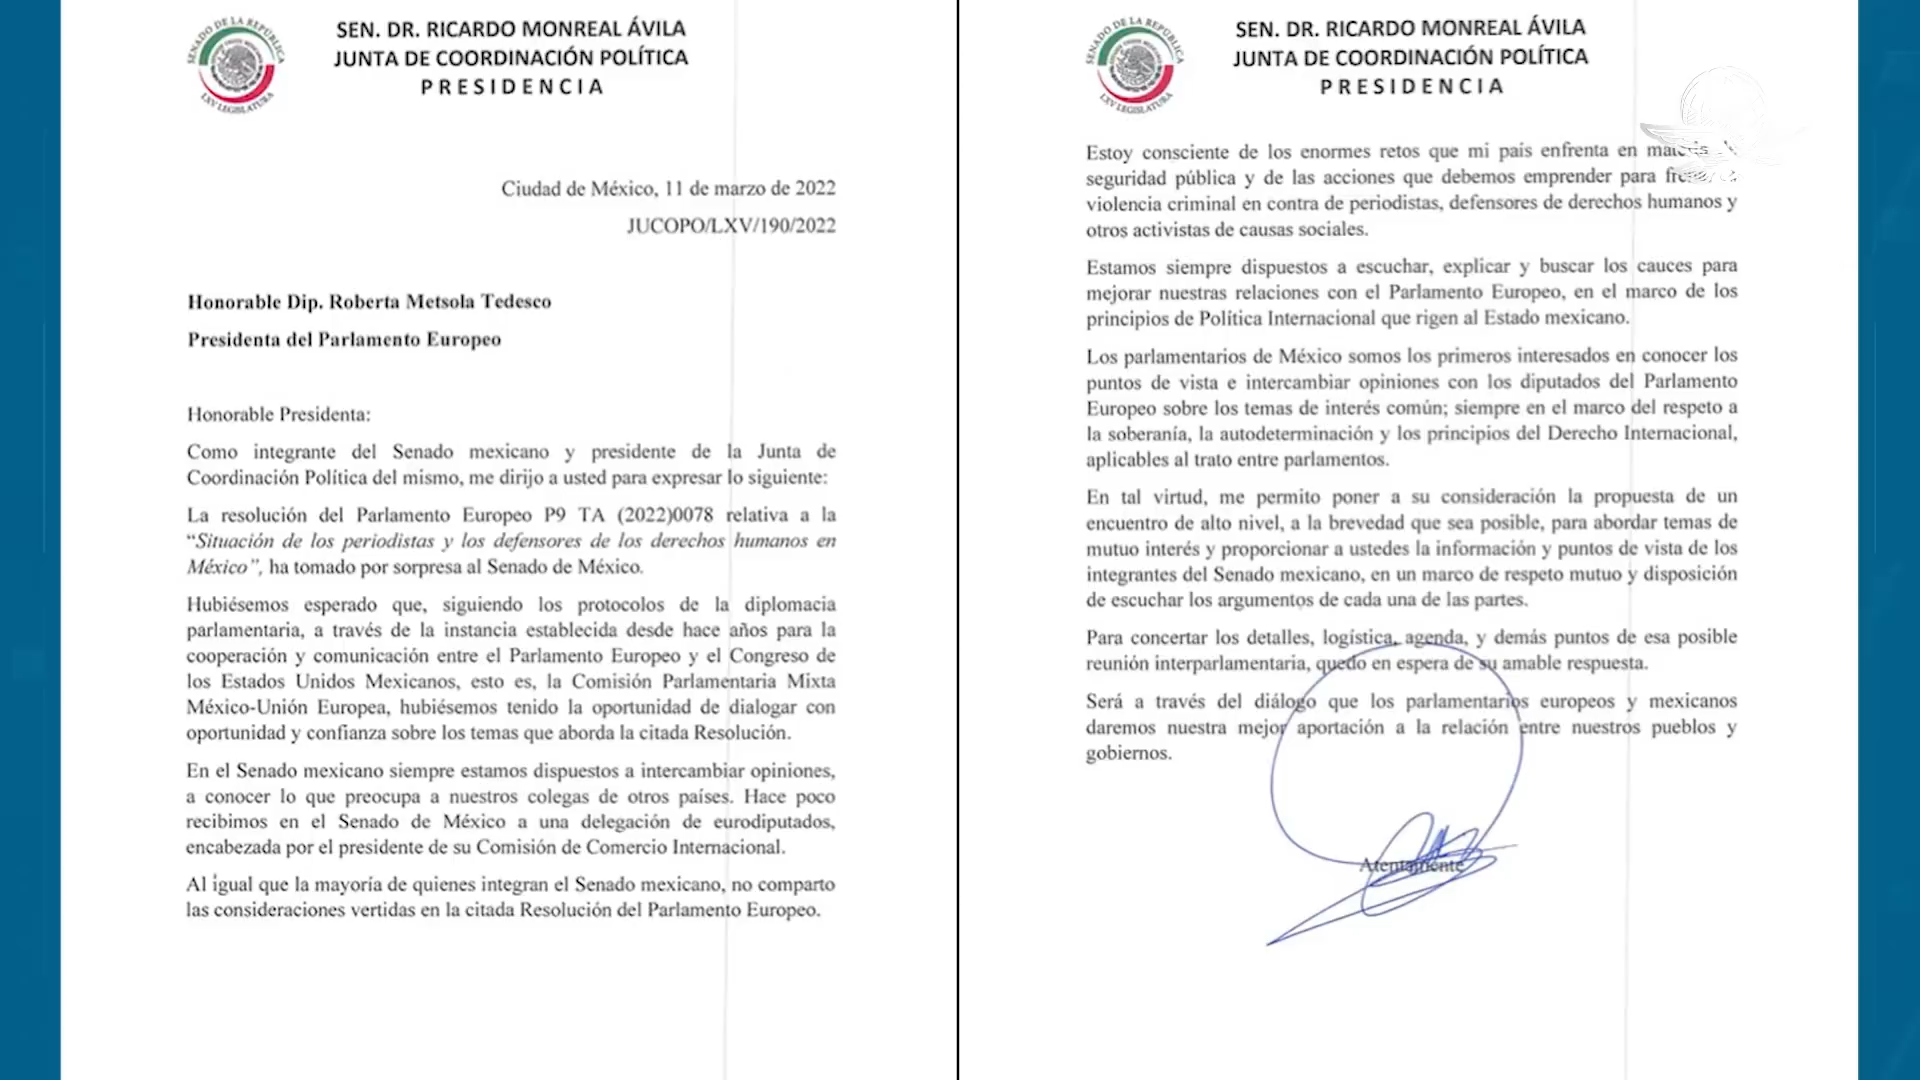 SENADO DE LA REPÚBLICA
LXV LEGISLATURA
SEN. DR. RICARDO MONREAL ÁVILA
JUNTA DE COORDINACIÓN POLÍTICA
PRESIDENCIA
Ciudad de México, 11 de marzo de 2022
JUCOPO/LXV/190/2022
Honorable Dip. Roberta Metsola Tedesco
Presidenta del Parlamento Europeo
Honorable Presidenta:
Como integrante del Senado mexicano y presidente de la Junta de
Coordinación Política del mismo, me dirijo a usted para expresar lo siguiente:
La resolución del Parlamento Europeo P9 TA (2022)0078 relativa a la
“Situación de los periodistas y los defensores de los derechos humanos en
México”, ha tomado por sorpresa al Senado de México.
Hubiésemos esperado que, siguiendo los protocolos de la diplomacia
parlamentaria, a través de la instancia establecida desde hace años para la
cooperación y comunicación entre el Parlamento Europeo y el Congreso de
los Estados Unidos Mexicanos, esto es, la Comisión Parlamentaria Mixta
México-Unión Europea, hubiésemos tenido la oportunidad de dialogar con
oportunidad y confianza sobre los temas que aborda la citada Resolución.
En el Senado mexicano siempre estamos dispuestos a intercambiar opiniones,
a conocer lo que preocupa a nuestros colegas de otros países. Hace poco
recibimos en el Senado de México a una delegación de eurodiputados,
encabezada por el presidente de su Comisión de Comercio Internacional.
Al igual que la mayoría de quienes integran el Senado mexicano, no comparto
las consideraciones vertidas en la citada Resolución del Parlamento Europeo.
SENADO DE LA REPÚBLICA
LXV LEGISLATURA
SEN. DR. RICARDO MONREAL ÁVILA
JUNTA DE COORDINACIÓN POLÍTICA
PRESIDENCIA
Estoy consciente de los enormes retos que mi país enfrenta en
seguridad pública y de las acciones que debemos emprender para
violencia criminal en contra de periodistas, defensores de derechos humanos y
otros activistas de causas sociales.
Estamos siempre dispuestos a escuchar, explicar y buscar los cauces para
mejorar nuestras relaciones con el Parlamento Europeo, en el marco de los
principios de Política Internacional que rigen al Estado mexicano.
Los parlamentarios de México somos los primeros interesados en conocer los
puntos de vista e intercambiar opiniones con los diputados del Parlamento
Europeo sobre los temas de interés común; siempre en el marco del respeto a
la soberanía, la autodeterminación y los principios del Derecho Internacional,
aplicables al trato entre parlamentos.
En tal virtud, me permito poner a su consideración la propuesta de un
encuentro de alto nivel, a la brevedad que sea posible, para abordar temas de
mutuo interés y proporcionar a ustedes la información y puntos de vista de los
integrantes del Senado mexicano, en un marco de respeto mutuo y disposición
de escuchar los argumentos de cada una de las partes.
Para concertar los detalles, logística, agenda, y demás puntos de esa posible
reunión interparlamentaria, quedo en espera de su amable respuesta.
Será a través del diálogo que los parlamentarios europeos y mexicanos
daremos nuestra mejor aportación a la relación entre nuestros pueblos y
gobiernos.
Atentamente